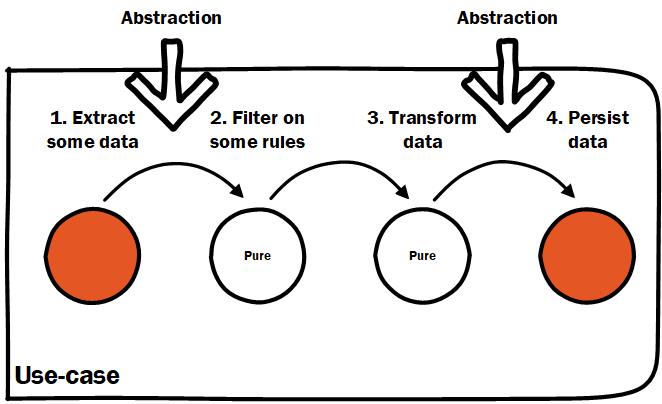 Abstraction
Abstraction
1. Extract
some data
2. Filter on
some rules
3. Transform
data
4. Persist
data
Pure
Pure
Use-case